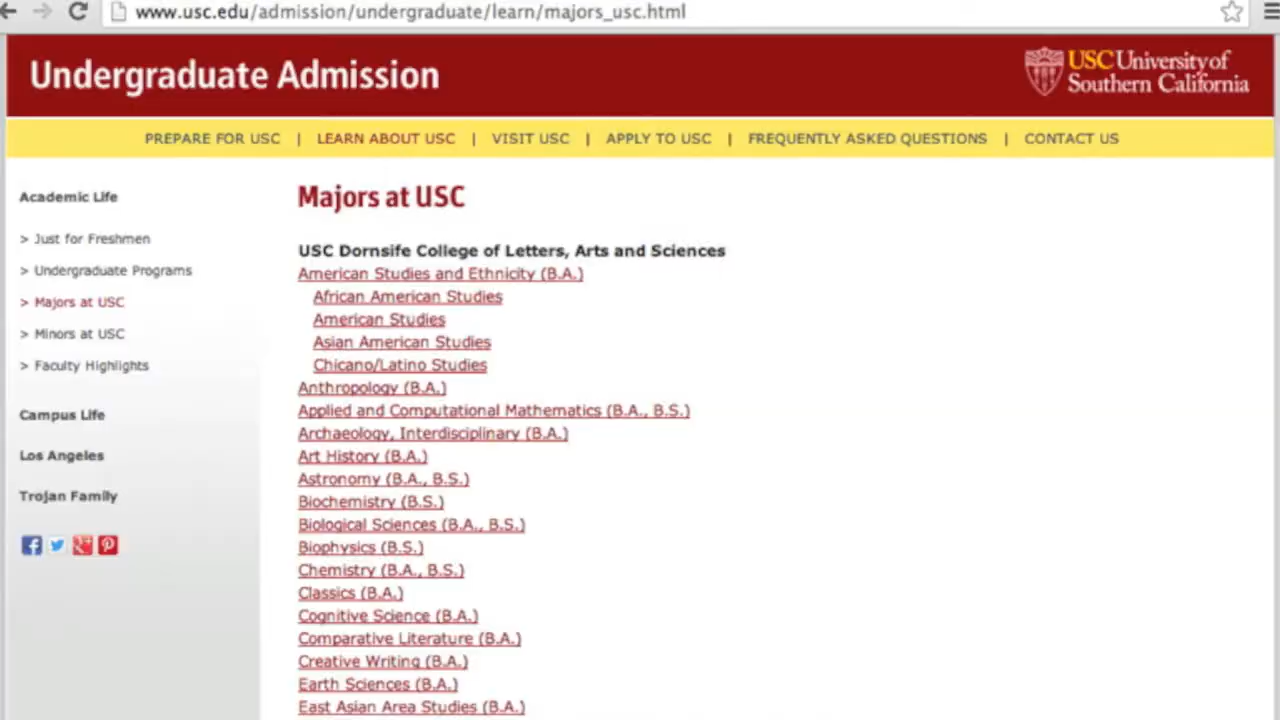 www.usc.edu/admission/undergraduate/learn/majors_usc.html
Undergraduate Admission
USC University of
Southern California
PREPARE FOR USC | LEARN ABOUT USC | VISIT USC | APPLY TO USC | FREQUENTLY ASKED QUESTIONS | CONTACT US
Academic Life
> Just for Freshmen
> Undergraduate Programs
> Majors at USC
> Minors at USC
> Faculty Highlights
Campus Life
Los Angeles
Trojan Family
Majors at USC
USC Dornsife College of Letters, Arts and Sciences
American Studies and Ethnicity (B.A.)
African American Studies
American Studies
Asian American Studies
Chicano/Latino Studies
Anthropology (B.A.)
Applied and Computational Mathematics (B.A., B.S.)
Archaeology, Interdisciplinary (B.A.)
Art History (B.A.)
Astronomy (B.A., B.S.)
Biochemistry (B.S.)
Biological Sciences (B.A., B.S.)
Biophysics (B.S.)
Chemistry (B.A., B.S.)
Classics (B.A.)
Cognitive Science (B.A.)
Comparative Literature (B.A.)
Creative Writing (B.A.)
Earth Sciences (B.A.)
East Asian Area Studies (B.A.)